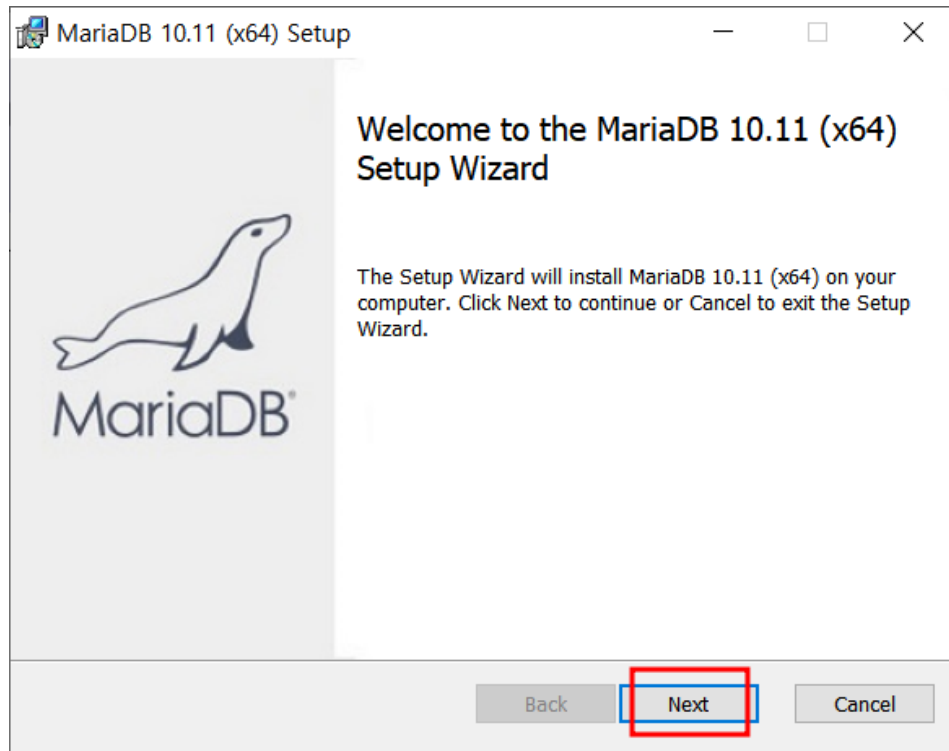 MariaDB 10.11 (x64) Setup
Welcome to the MariaDB 10.11 (x64)
Setup Wizard
The Setup Wizard will install MariaDB 10.11 (x64) on your
computer. Click Next to continue or Cancel to exit the Setup
Wizard.
MariaDB®
Back
Next
Cancel